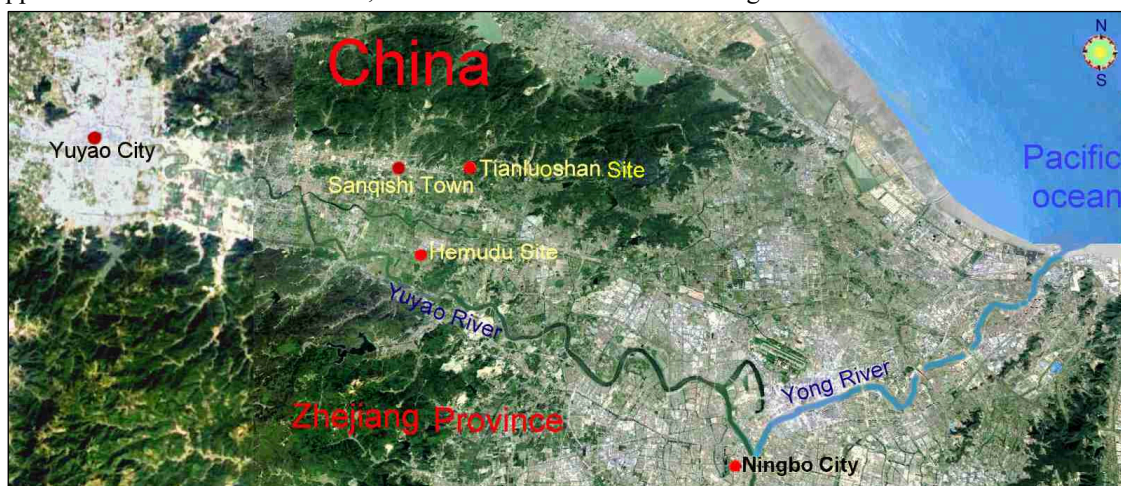 China
N
S
Yuyao City
Sanqishi Town
Tianluoshan Site
Pacific
ocean
Hemudu Site
Yuyao River
Yong River
Zhejiang Province
Ningbo City